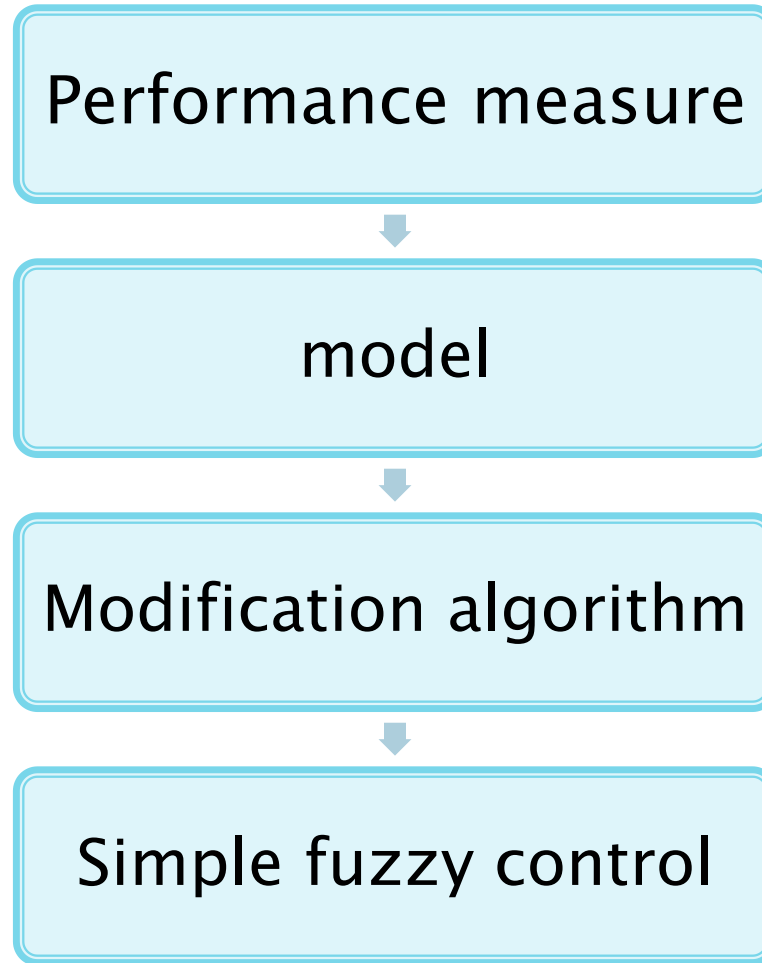 Performance measure
model
Modification algorithm
Simple fuzzy control